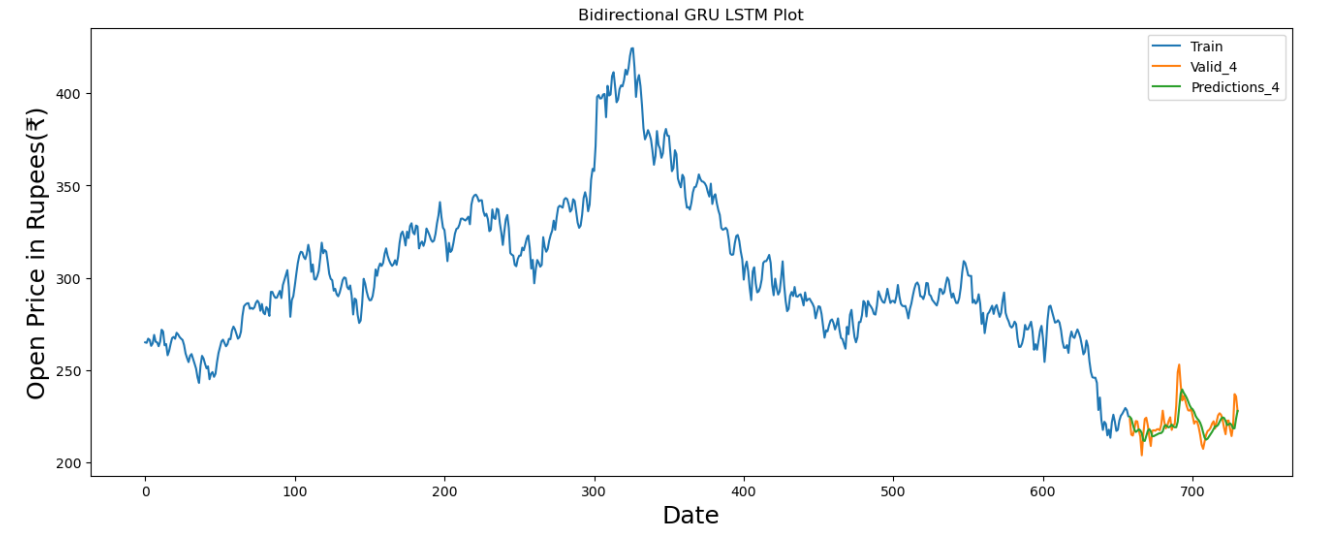 Bidirectional GRU LSTM Plot
Train
Valid_4
Predictions_4
Open Price in Rupees(₹)
400
350
300
250
200
0 100 200 300 400 500 600 700
Date